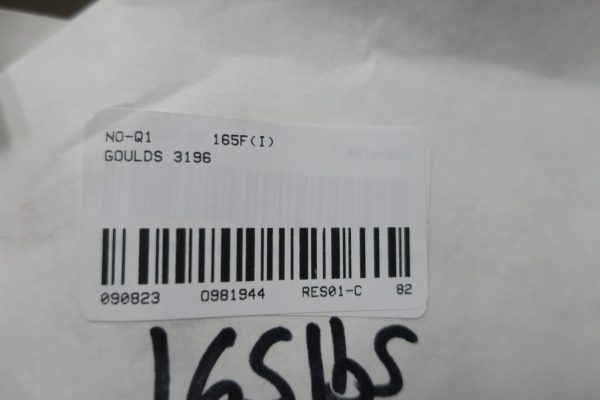 NO-Q1 165F(I)
GOULDS 3196
090823 0981944 RES01-C 82
165lbs